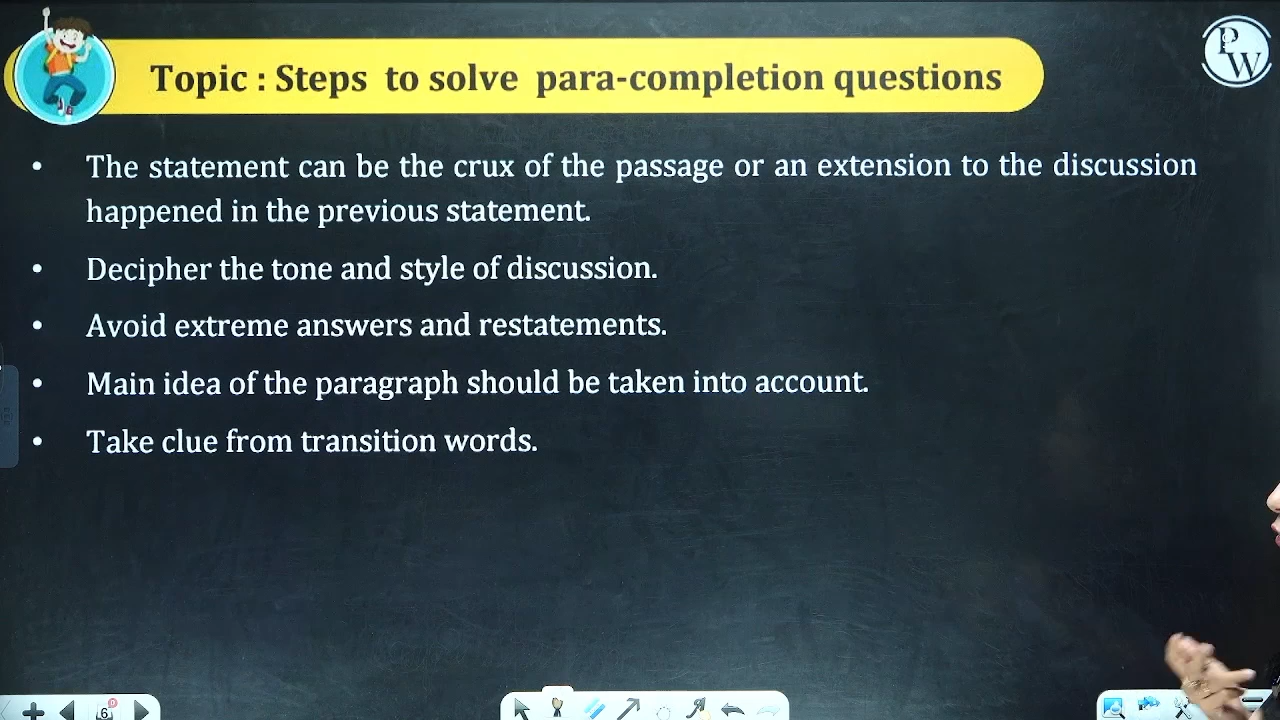 Topic : Steps to solve para-completion questions
PW
• The statement can be the crux of the passage or an extension to the discussion
happened in the previous statement.
• Decipher the tone and style of discussion.
• Avoid extreme answers and restatements.
• Main idea of the paragraph should be taken into account.
• Take clue from transition words.
6